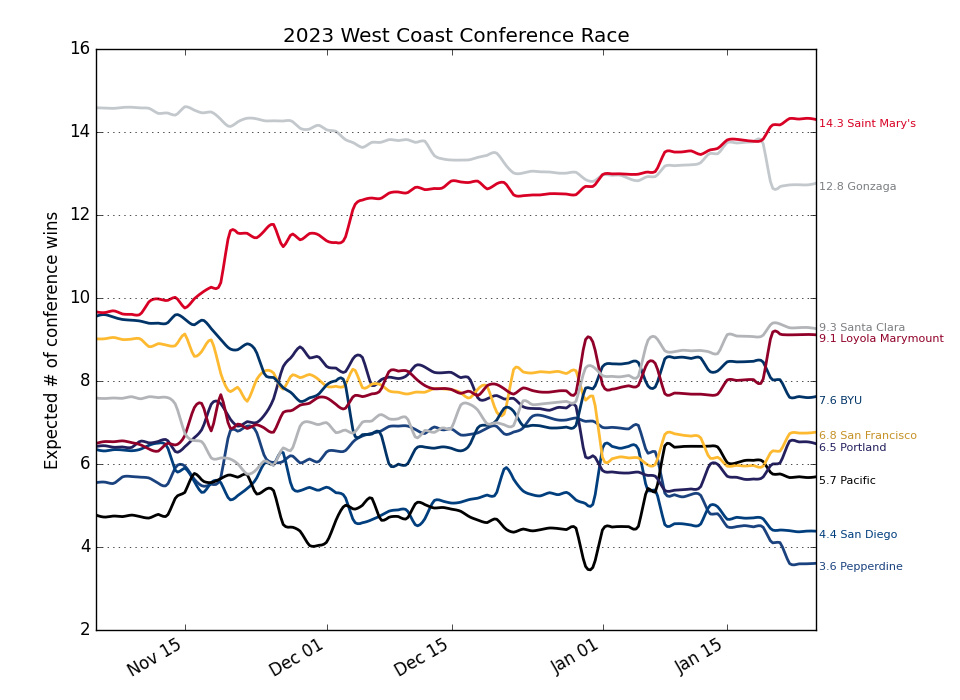 2023 West Coast Conference Race
Expected # of conference wins
16
14
12
10
8
6
4
2
14.3 Saint Mary's
12.8 Gonzaga
9.3 Santa Clara
9.1 Loyola Marymount
7.6 BYU
6.8 San Francisco
6.5 Portland
5.7 Pacific
4.4 San Diego
3.6 Pepperdine
Nov 15
Dec 01
Dec 15
Jan 01
Jan 15